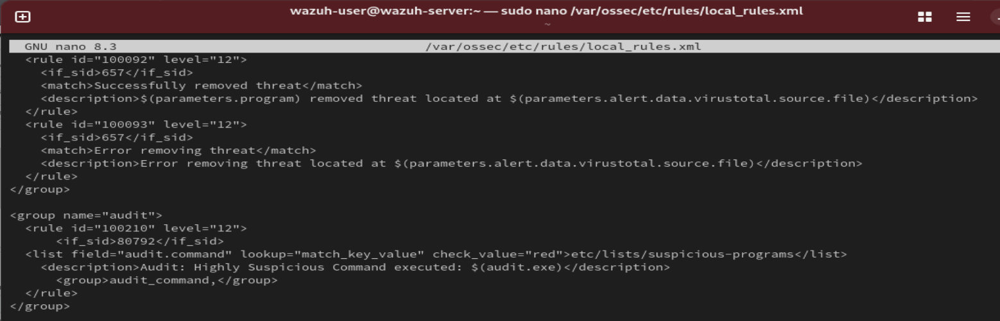 wazuh-user@wazuh-server:~ — sudo nano /var/ossec/etc/rules/local_rules.xml
~
GNU nano 8.3 /var/ossec/etc/rules/local_rules.xml
  <rule id="100092" level="12">
    <if_sid>657</if_sid>
    <match>Successfully removed threat</match>
    <description>$(parameters.program) removed threat located at $(parameters.alert.data.virustotal.source.file)</description>
  </rule>
  <rule id="100093" level="12">
    <if_sid>657</if_sid>
    <match>Error removing threat</match>
    <description>Error removing threat located at $(parameters.alert.data.virustotal.source.file)</description>
  </rule>
</group>

<group name="audit">
  <rule id="100210" level="12">
      <if_sid>80792</if_sid>
  <list field="audit.command" lookup="match_key_value" check_value="red">etc/lists/suspicious-programs</list>
    <description>Audit: Highly Suspicious Command executed: $(audit.exe)</description>
      <group>audit_command,</group>
  </rule>
</group>